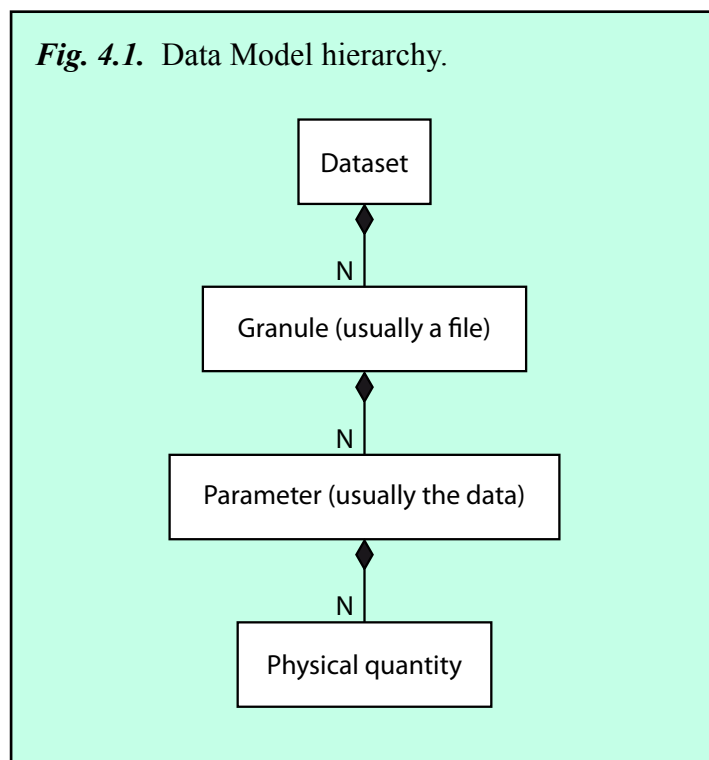 Fig. 4.1. Data Model hierarchy.
Dataset
N
Granule (usually a file)
N
Parameter (usually the data)
N
Physical quantity